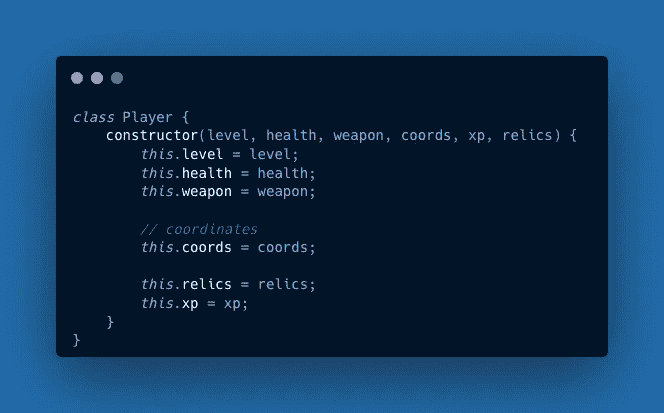 class Player {
    constructor(level, health, weapon, coords, xp, relics) {
        this.level = level;
        this.health = health;
        this.weapon = weapon;

        // coordinates
        this.coords = coords;

        this.relics = relics;
        this.xp = xp;
    }
}